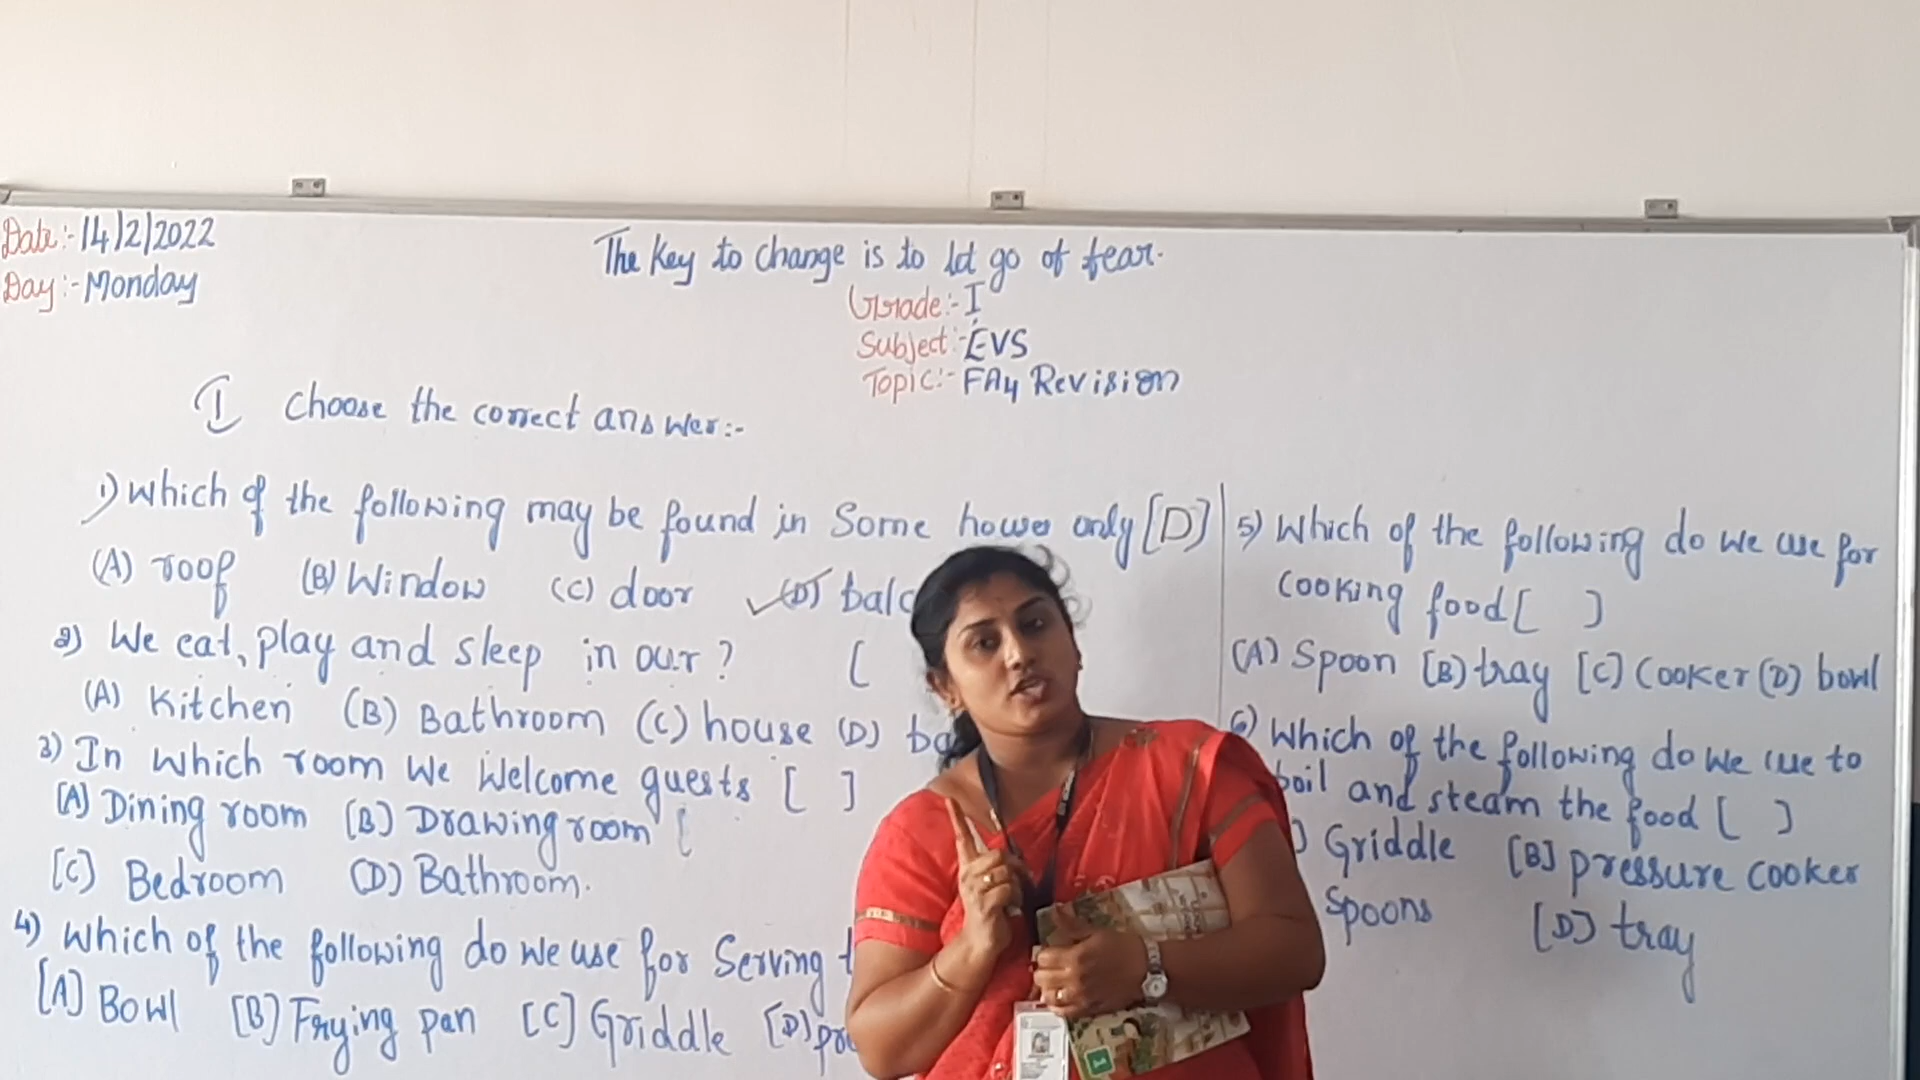 Date:- 14/2/2022
Day:- Monday
The Key to change is to let go of fear.
Grade:- I
Subject:- EVS
Topic:- FA4 Revision
I Choose the correct answer:-
1) Which of the following may be found in Some houses only [D]
(A) roof (B) Window (C) door (D)
2) We eat, play and sleep in our? [
(A) Kitchen (B) Bathroom (C) house (D)
3) In which room we Welcome guests [ ]
[A] Dining room [B] Drawing room [
[C] Bedroom (D) Bathroom.
4) Which of the following do we use for Serving
[A] Bowl [B] Frying pan [C] Griddle [D]
5) Which of the following do we use for
cooking food [ ]
(A) Spoon [B] tray [C] Cooker (D) bowl
6) Which of the following do we use to
boil and steam the food [ ]
] Griddle [B] pressure cooker
Spoons [D] tray